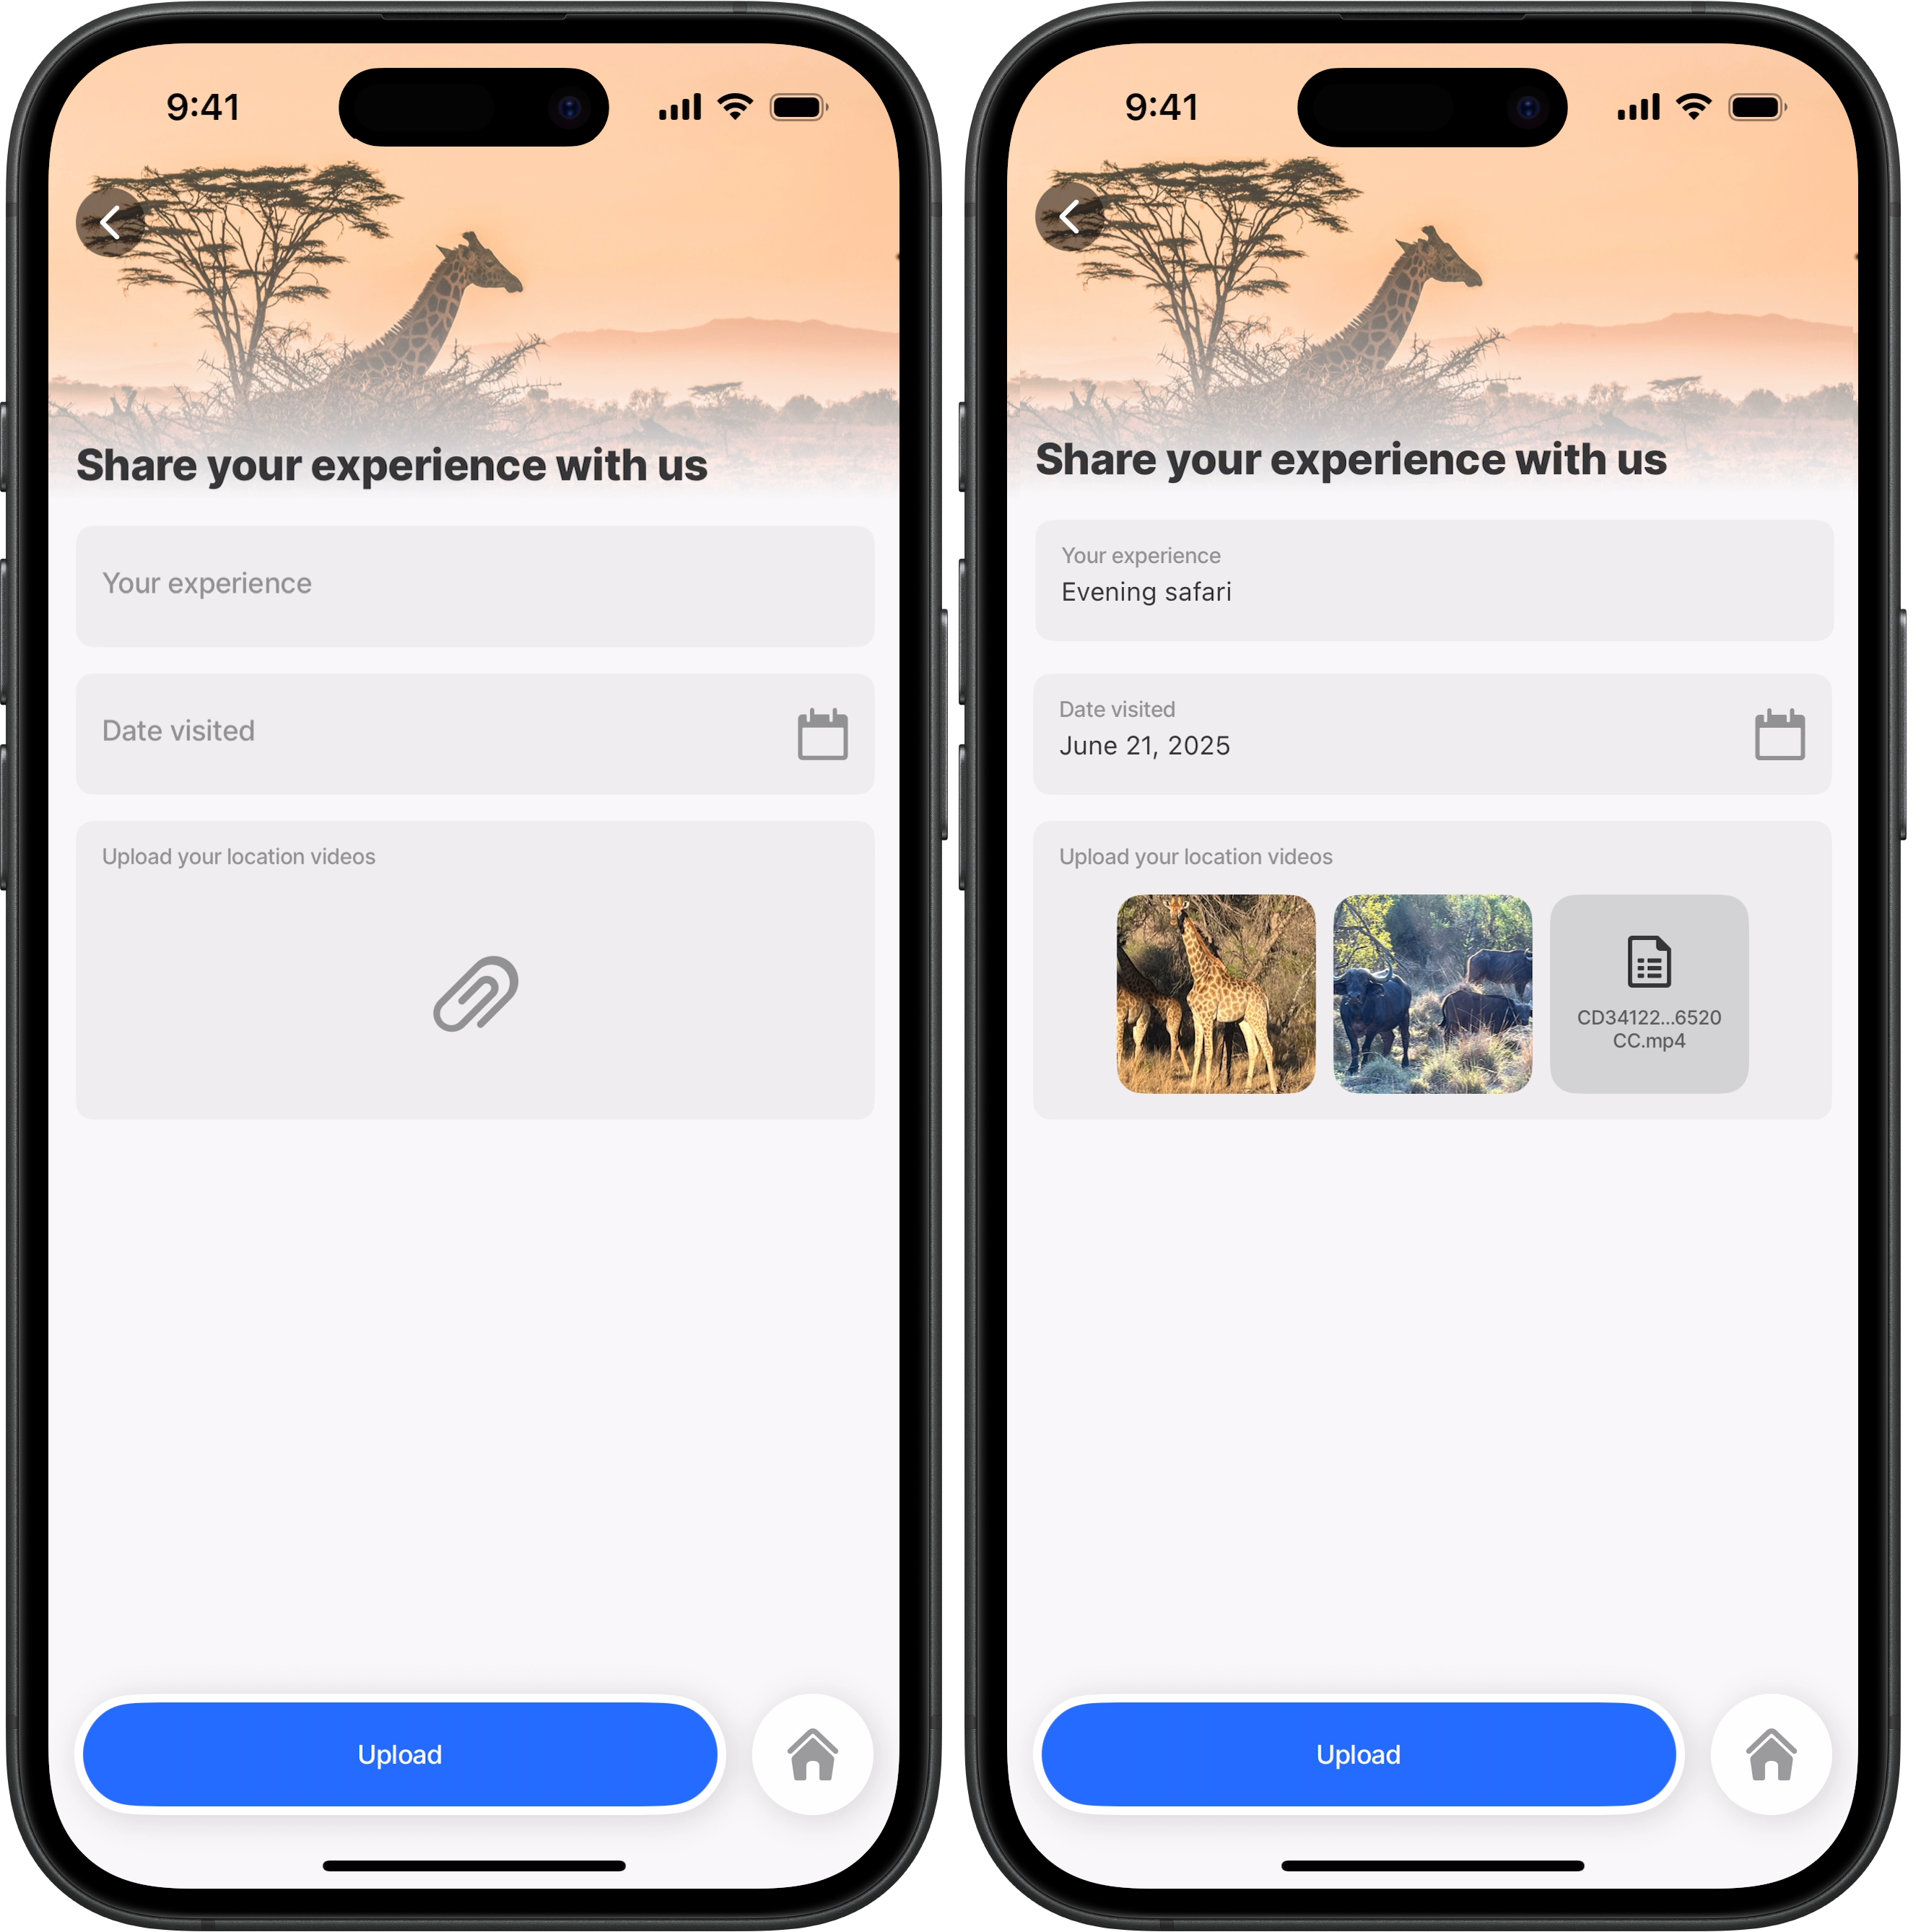 9:41
Share your experience with us
Your experience
Date visited
Upload your location videos
Upload
9:41
Share your experience with us
Your experience
Evening safari
Date visited
June 21, 2025
Upload your location videos
CD34122...6520
CC.mp4
Upload